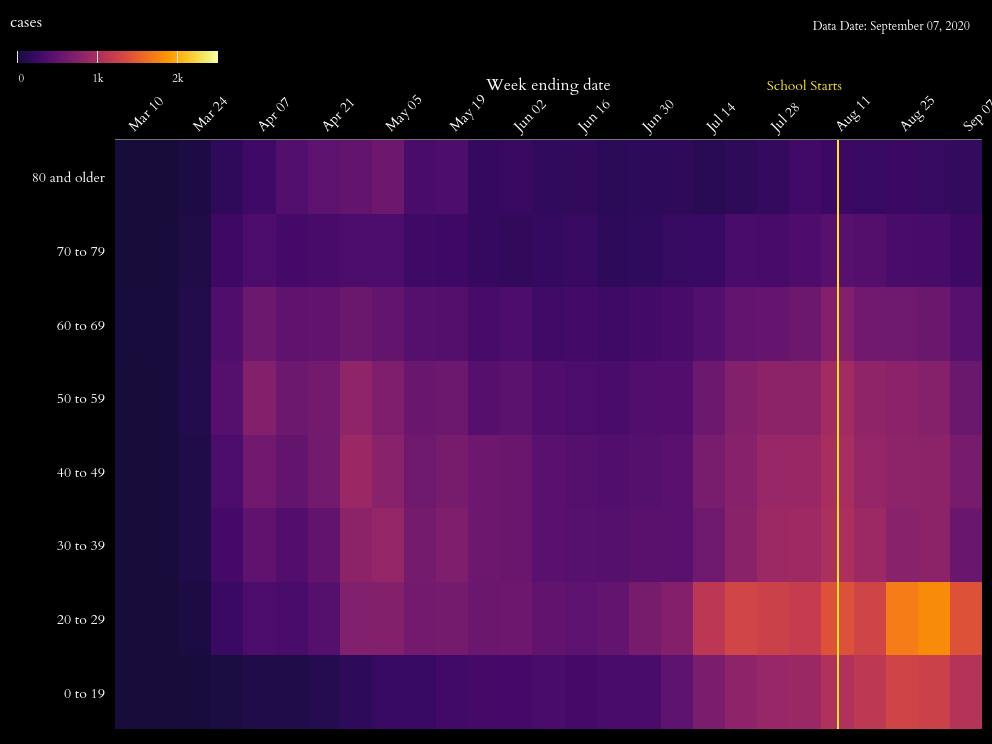 cases
Data Date: September 07, 2020
0 1k 2k
Week ending date
School Starts
Mar 10 Mar 24 Apr 07 Apr 21 May 05 May 19 Jun 02 Jun 16 Jun 30 Jul 14 Jul 28 Aug 11 Aug 25 Sep 07
80 and older
70 to 79
60 to 69
50 to 59
40 to 49
30 to 39
20 to 29
0 to 19